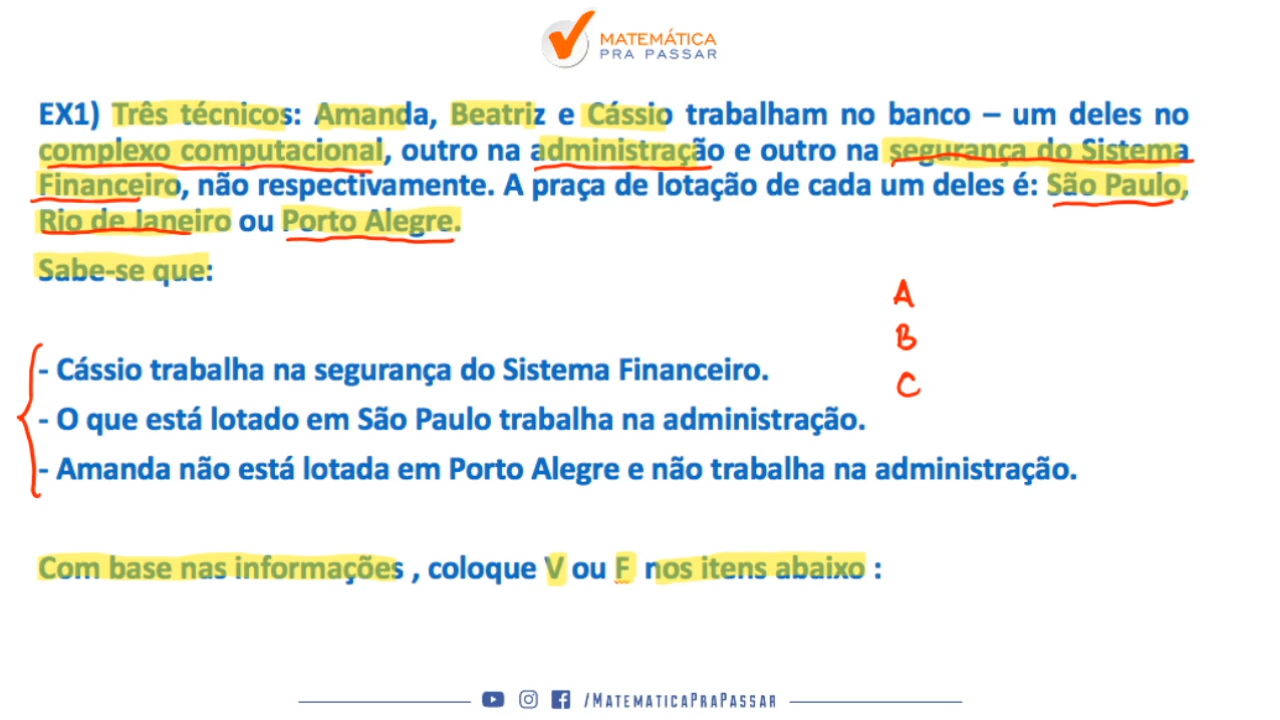 MATEMÁTICA
PRA PASSAR
EX1) Três técnicos: Amanda, Beatriz e Cássio trabalham no banco – um deles no
complexo computacional, outro na administração e outro na segurança do Sistema
Financeiro, não respectivamente. A praça de lotação de cada um deles é: São Paulo,
Rio de Janeiro ou Porto Alegre.
Sabe-se que:
A
B
C
- Cássio trabalha na segurança do Sistema Financeiro.
- O que está lotado em São Paulo trabalha na administração.
- Amanda não está lotada em Porto Alegre e não trabalha na administração.
Com base nas informações , coloque V ou F nos itens abaixo :
/MATEMATICAPRAPASSAR